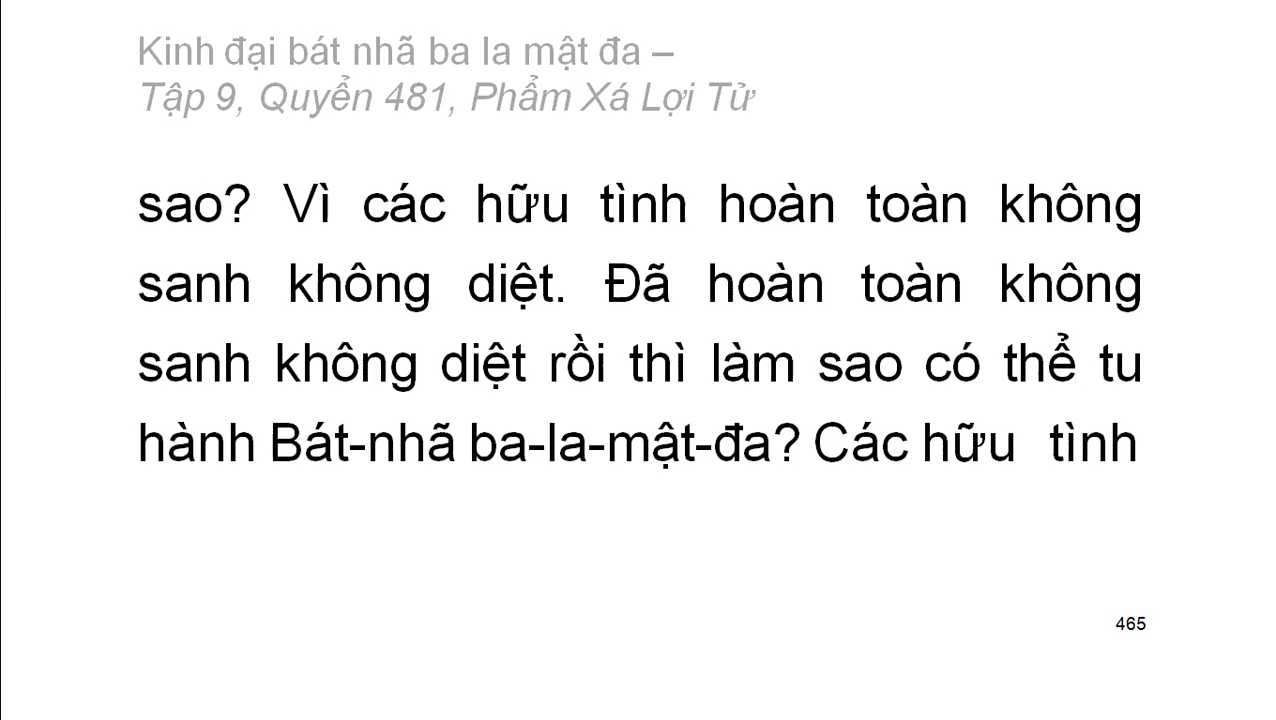 Kinh đại bát nhã ba la mật đa –
Tập 9, Quyển 481, Phẩm Xá Lợi Tử
sao? Vì các hữu tình hoàn toàn không
sanh không diệt. Đã hoàn toàn không
sanh không diệt rồi thì làm sao có thể tu
hành Bát-nhã ba-la-mật-đa? Các hữu tình
465